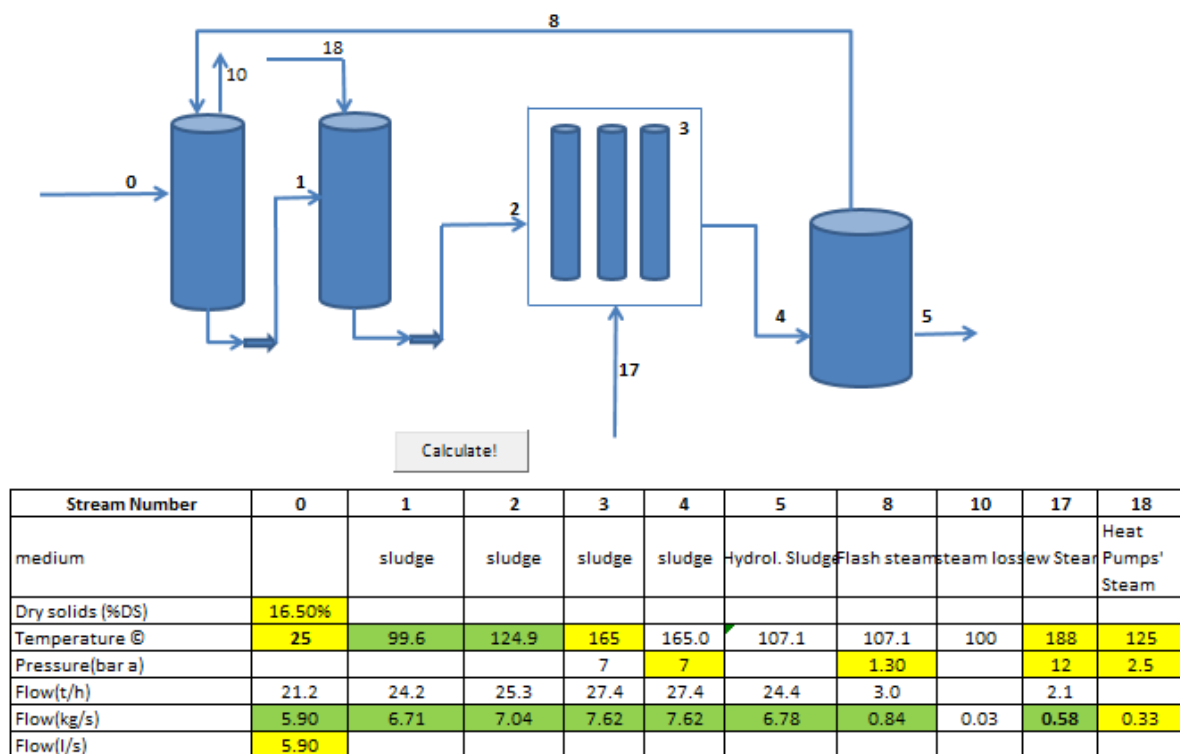 8
10 18
0 1 2 3
4 5
17
Calculate!
Stream Number 0 1 2 3 4 5 8 10 17 18
medium sludge sludge sludge sludge Hydrol. Sludge Flash steam steam loss ew Stear Heat Pumps' Steam
Dry solids (%DS) 16.50%
Temperature © 25 99.6 124.9 165 165.0 107.1 107.1 100 188 125
Pressure(bar a) 7 7 1.30 12 2.5
Flow(t/h) 21.2 24.2 25.3 27.4 27.4 24.4 3.0 2.1
Flow(kg/s) 5.90 6.71 7.04 7.62 7.62 6.78 0.84 0.03 0.58 0.33
Flow(l/s) 5.90